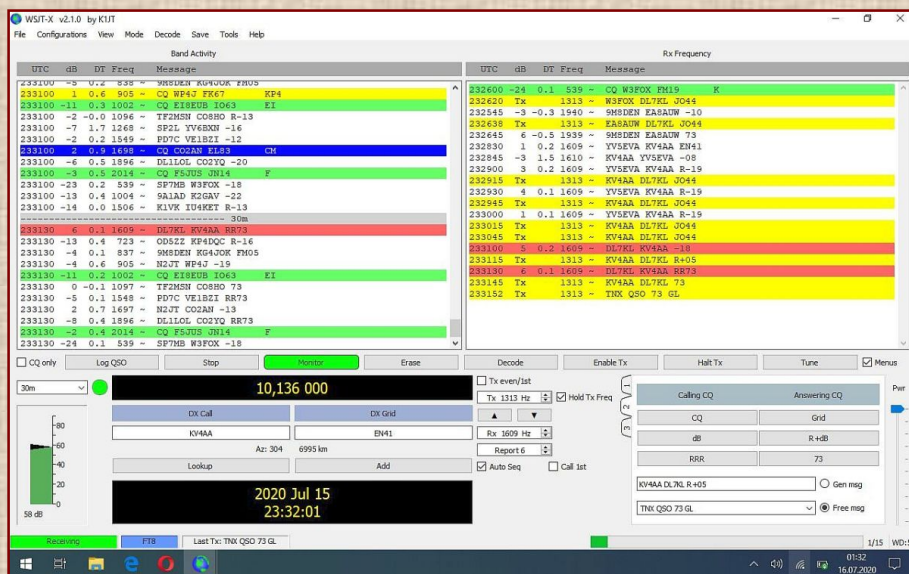 WSJT-X v2.1.0 by K1JT
File Configurations View Mode Decode Save Tools Help
Band Activity
UTC dB DT Freq Message
233100 -5 0.2 838 ~ 9M8DEN KG4JOK FM05
233100 1 0.6 905 ~ CQ WP4J FK67 KP4
233100 -11 0.3 1002 ~ CQ EI8EUB IO63 EI
233100 -2 -0.0 1096 ~ TF2MSN CO8HO R-13
233100 -7 1.7 1268 ~ SP2L YV6BXN -16
233100 -7 0.2 1549 ~ PD7C VE1BZI -12
233100 2 0.9 1698 ~ CQ CO2AN EL83 CM
233100 -6 0.5 1896 ~ DL1LOL CO2YQ -20
233100 -3 0.5 2014 ~ CQ F5JUS JN14 F
233100 -23 0.2 539 ~ SP7MB W3FOX -18
233100 -13 0.4 1004 ~ 9A1AD K2GAV -22
233100 -14 0.0 1506 ~ K1VK IU4KET R-13
------------------------------------ 30m
233130 6 0.1 1609 ~ DL7KL KV4AA RR73
233130 -13 0.4 723 ~ OD5ZZ KP4DQC R-16
233130 -4 0.1 837 ~ 9M8DEN KG4JOK FM05
233130 -4 0.6 905 ~ N2JT WP4J -19
233130 -11 0.2 1002 ~ CQ EI8EUB IO63 EI
233130 0 -0.1 1097 ~ TF2MSN CO8HO 73
233130 -5 0.1 1548 ~ PD7C VE1BZI RR73
233130 2 0.7 1697 ~ N2JT CO2AN -13
233130 -8 0.4 1896 ~ DL1LOL CO2YQ RR73
233130 -2 0.4 2014 ~ CQ F5JUS JN14 F
233130 -24 0.1 539 ~ SP7MB W3FOX -18
Rx Frequency
UTC dB DT Freq Message
232600 -24 0.1 539 ~ CQ W3FOX FM19 K
232620 Tx 1313 ~ W3FOX DL7KL JO44
232545 -3 -0.3 1940 ~ 9M8DEN EA8AUW -10
232638 Tx 1313 ~ EA8AUW DL7KL JO44
232645 6 -0.5 1939 ~ 9M8DEN EA8AUW 73
232830 1 0.2 1609 ~ YV5EVA KV4AA EN41
232845 -3 1.5 1610 ~ KV4AA YV5EVA -08
232900 3 0.2 1609 ~ YV5EVA KV4AA R-19
232915 Tx 1313 ~ KV4AA DL7KL JO44
232930 4 0.1 1609 ~ YV5EVA KV4AA R-19
232945 Tx 1313 ~ KV4AA DL7KL JO44
233000 1 0.1 1609 ~ YV5EVA KV4AA R-19
233015 Tx 1313 ~ KV4AA DL7KL JO44
233045 Tx 1313 ~ KV4AA DL7KL JO44
233100 5 0.2 1609 ~ DL7KL KV4AA -18
233115 Tx 1313 ~ KV4AA DL7KL R+05
233130 6 0.1 1609 ~ DL7KL KV4AA RR73
233145 Tx 1313 ~ KV4AA DL7KL 73
233152 Tx 1313 ~ TNX QSO 73 GL
CQ only Log QSO Stop Monitor Erase Decode Enable Tx Halt Tx Tune Menus
30m
10,136 000
DX Call DX Grid
KV4AA EN41
Az: 304 6995 km
Lookup Add
2020 Jul 15
23:32:01
-80
-60
-40
-20
-0
58 dB
Tx even/1st
Tx 1313 Hz Hold Tx Freq
Rx 1609 Hz
Report 6
Auto Seq Call 1st
1
2
3
Calling CQ Answering CQ
CQ Grid
dB R+dB
RRR 73
KV4AA DL7KL R+05 Gen msg
TNX QSO 73 GL Free msg
Pwr
Receiving FT8 Last Tx: TNX QSO 73 GL 1/15
01:32
16.07.2020